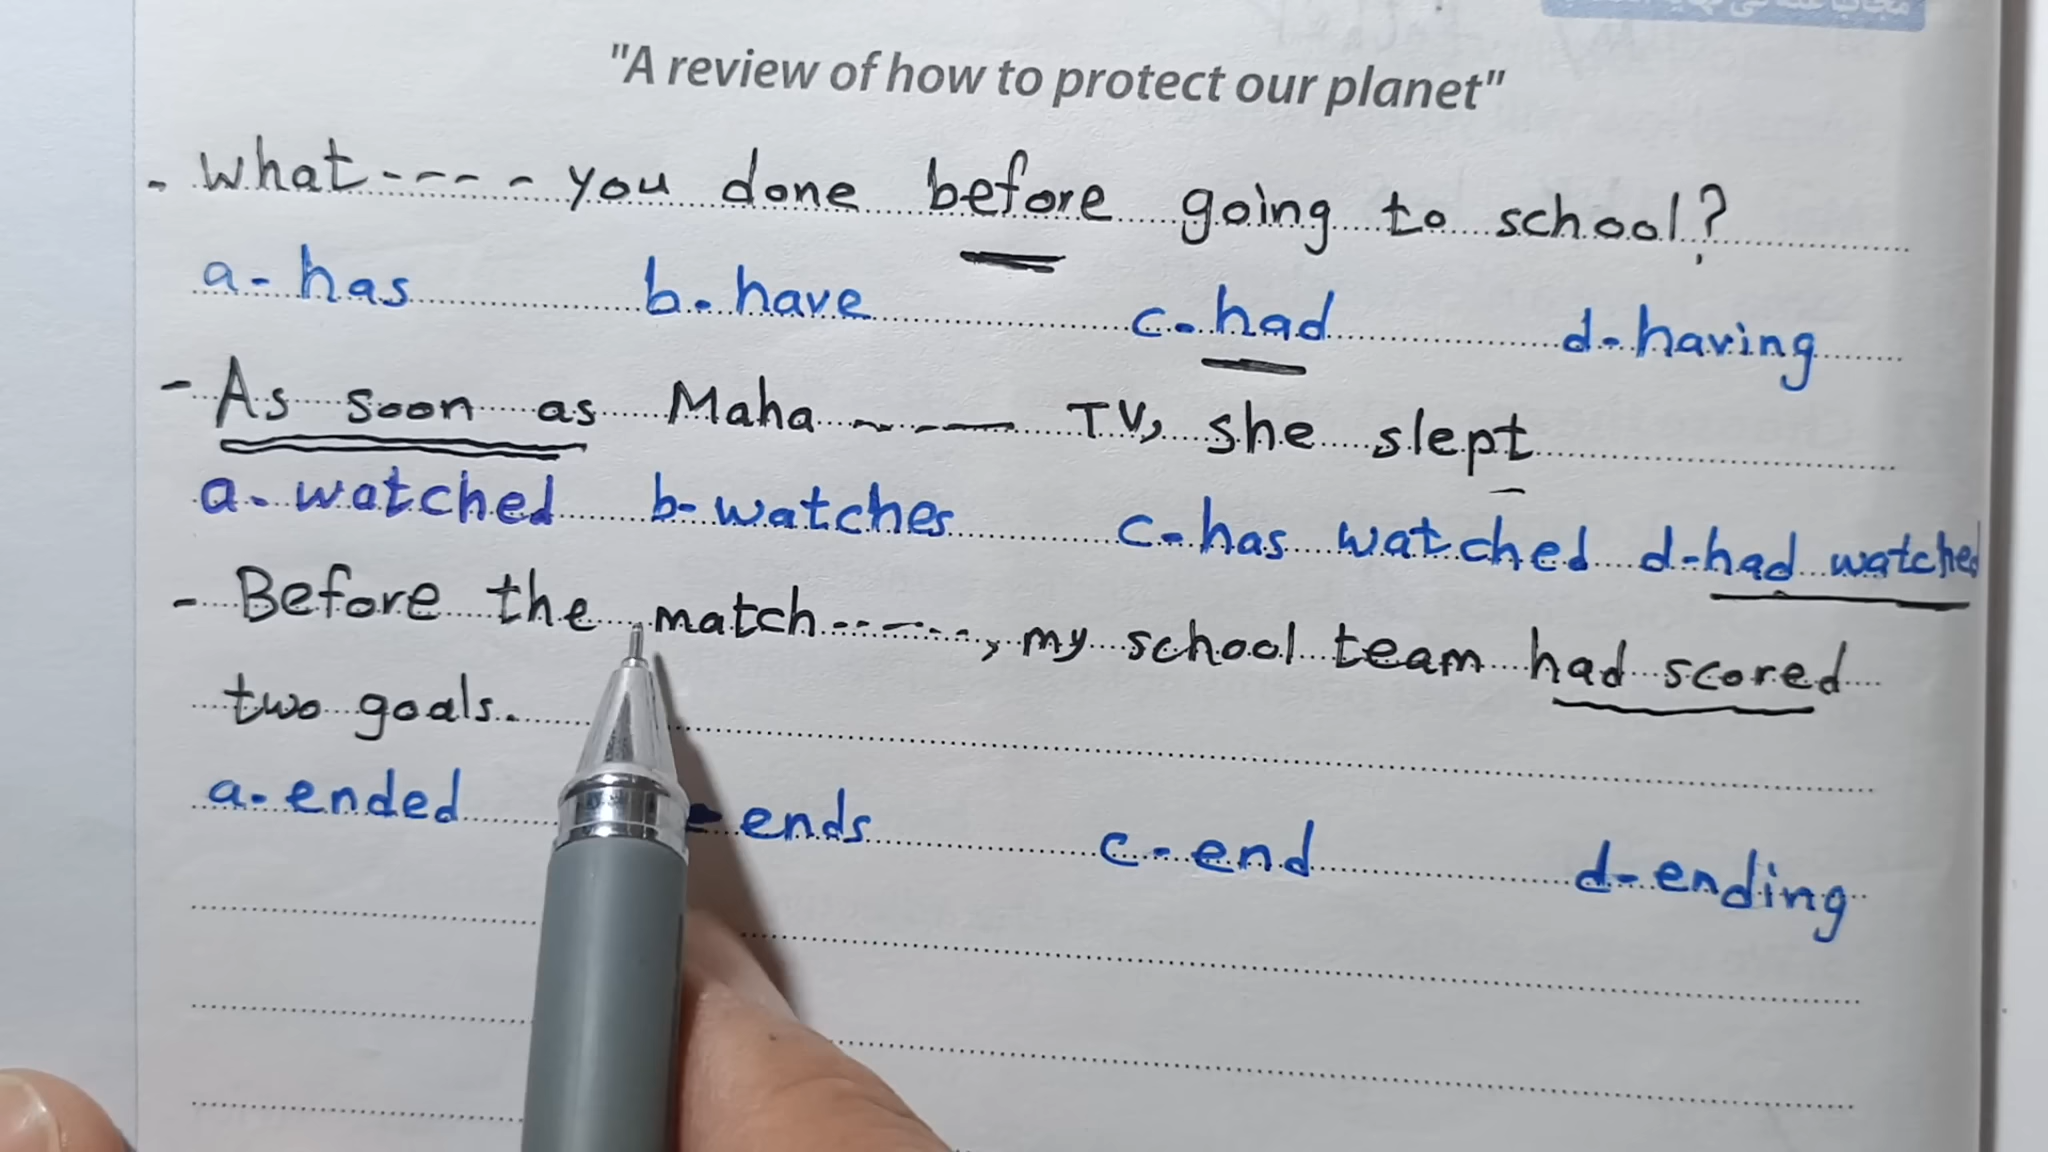 "A review of how to protect our planet"
- what ---- you done before going to school?
a- has b- have c- had d- having
- As soon as Maha ------ TV, she slept
a- watched b- watches c- has watched d- had watched
- Before the match ------, my school team had scored
two goals.
a- ended - ends c- end d- ending